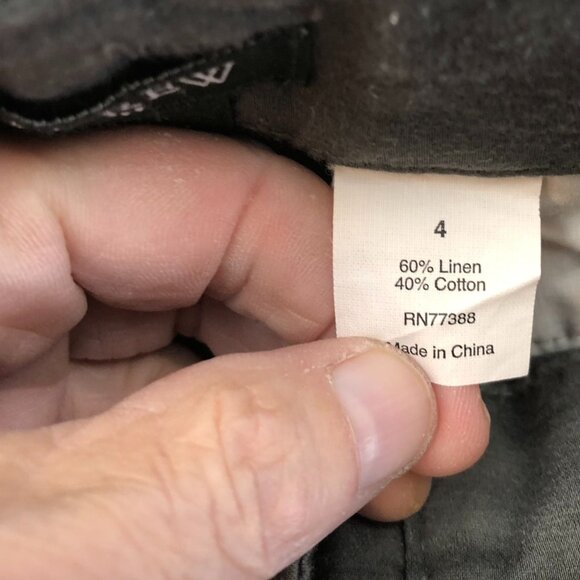 4
60% Linen
40% Cotton
RN77388
Made in China